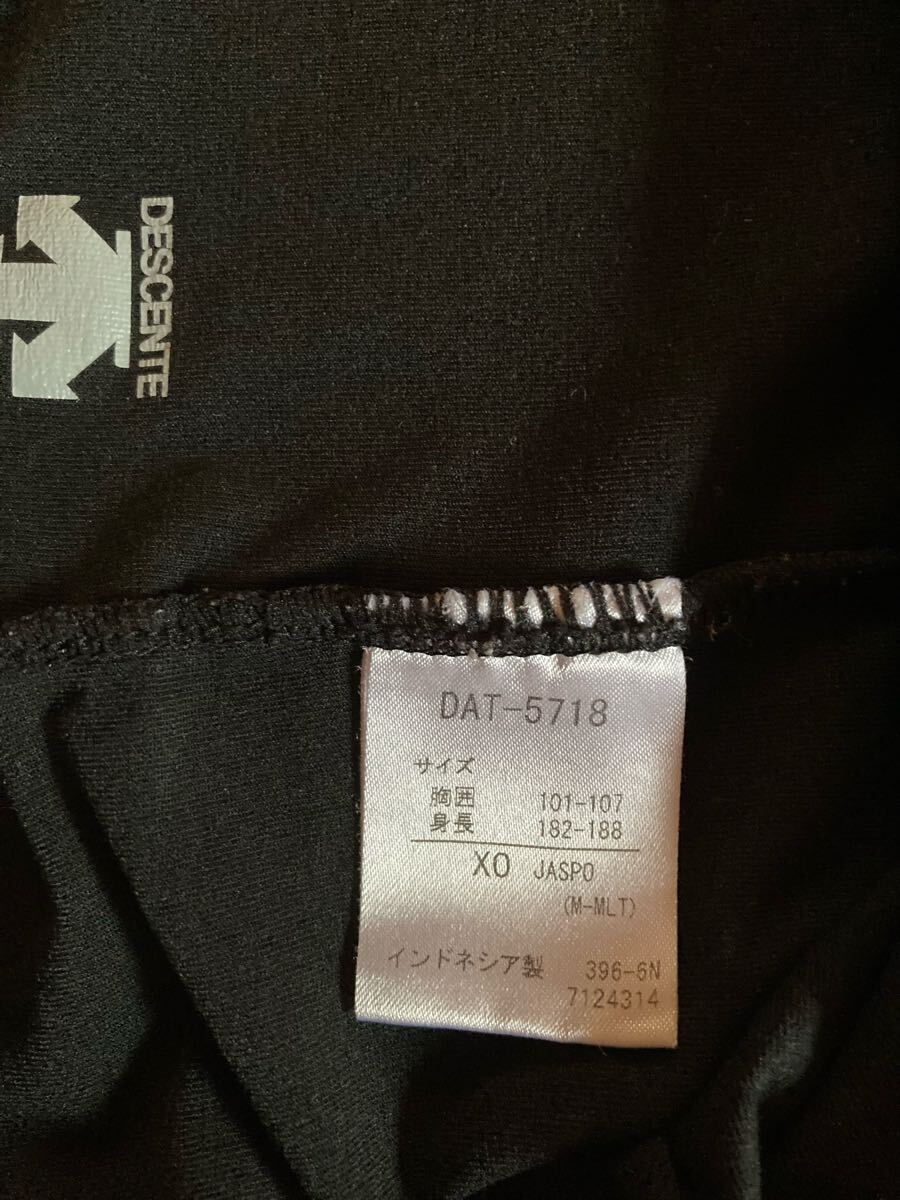 DESCENTE
DAT-5718
サイズ
胸囲 101-107
身長 182-188
XO JASPO
(M-MLT)
インドネシア製 396-6N
7124314